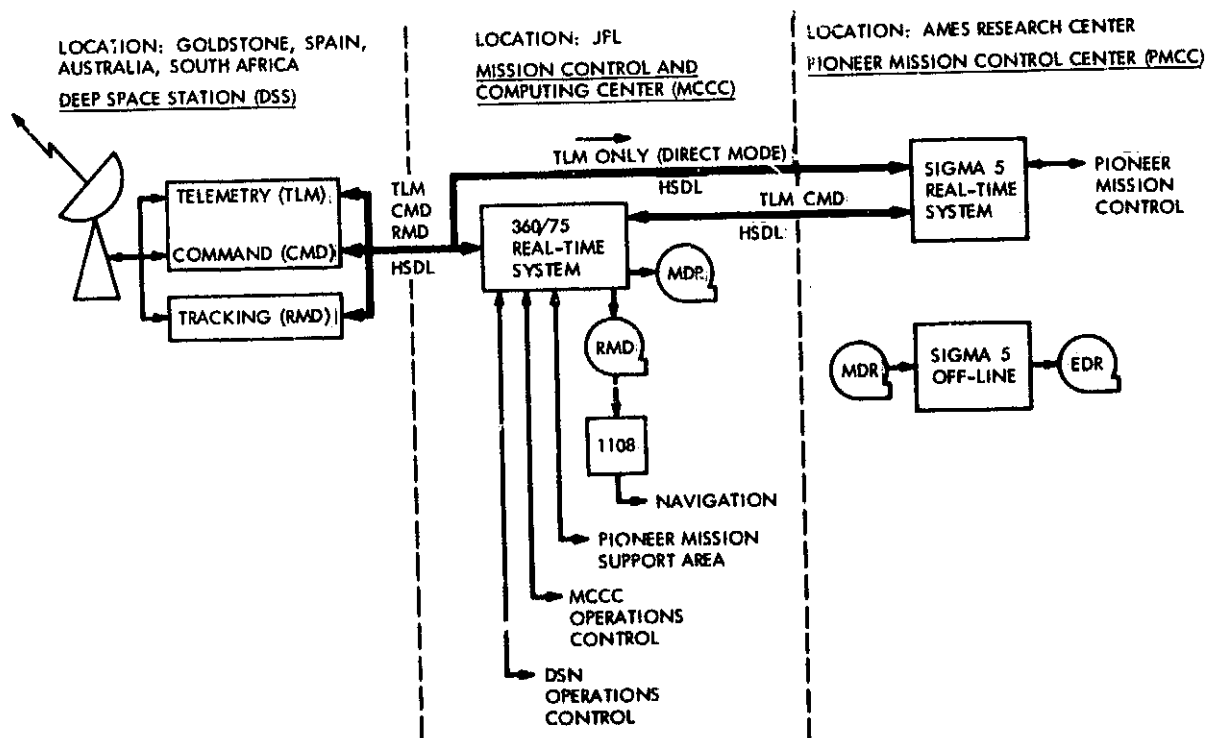 LOCATION: GOLDSTONE, SPAIN,
AUSTRALIA, SOUTH AFRICA
DEEP SPACE STATION (DSS)
LOCATION: JFL
MISSION CONTROL AND
COMPUTING CENTER (MCCC)
LOCATION: AMES RESEARCH CENTER
PIONEER MISSION CONTROL CENTER (PMCC)
TELEMETRY (TLM)
COMMAND (CMD)
TRACKING (RMD)
TLM
CMD
RMD
HSDL
TLM ONLY (DIRECT MODE)
HSDL
TLM CMD
HSDL
360/75
REAL-TIME
SYSTEM
MDR
RMD
1108
NAVIGATION
PIONEER MISSION
SUPPORT AREA
MCCC
OPERATIONS
CONTROL
DSN
OPERATIONS
CONTROL
SIGMA 5
REAL-TIME
SYSTEM
PIONEER
MISSION
CONTROL
MDR
SIGMA 5
OFF-LINE
EDR